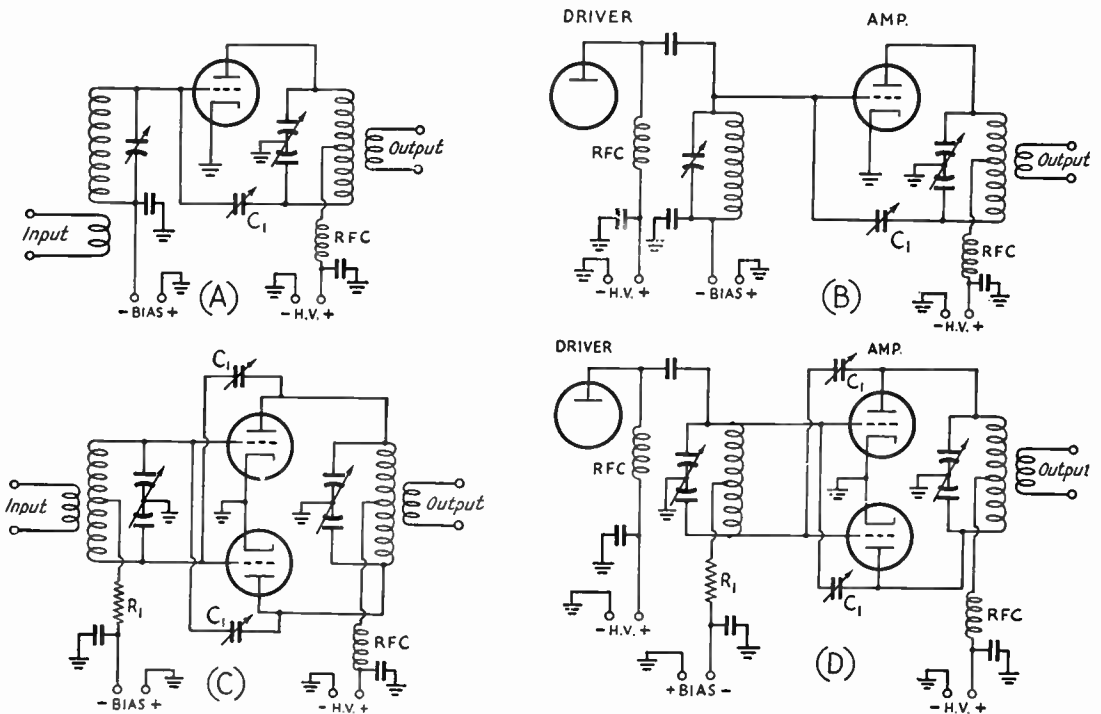 DRIVER
AMP.
Output
Input
C1
RFC
- BIAS +
- H.V. +
(A)
RFC
C1
Output
RFC
- H.V. +
- BIAS +
- H.V. +
(B)
C1
Input
Output
R1
C1
RFC
- BIAS +
- H.V. +
(C)
DRIVER
AMP.
C1
RFC
Output
R1
C1
RFC
- H.V. +
+ BIAS -
- H.V. +
(D)